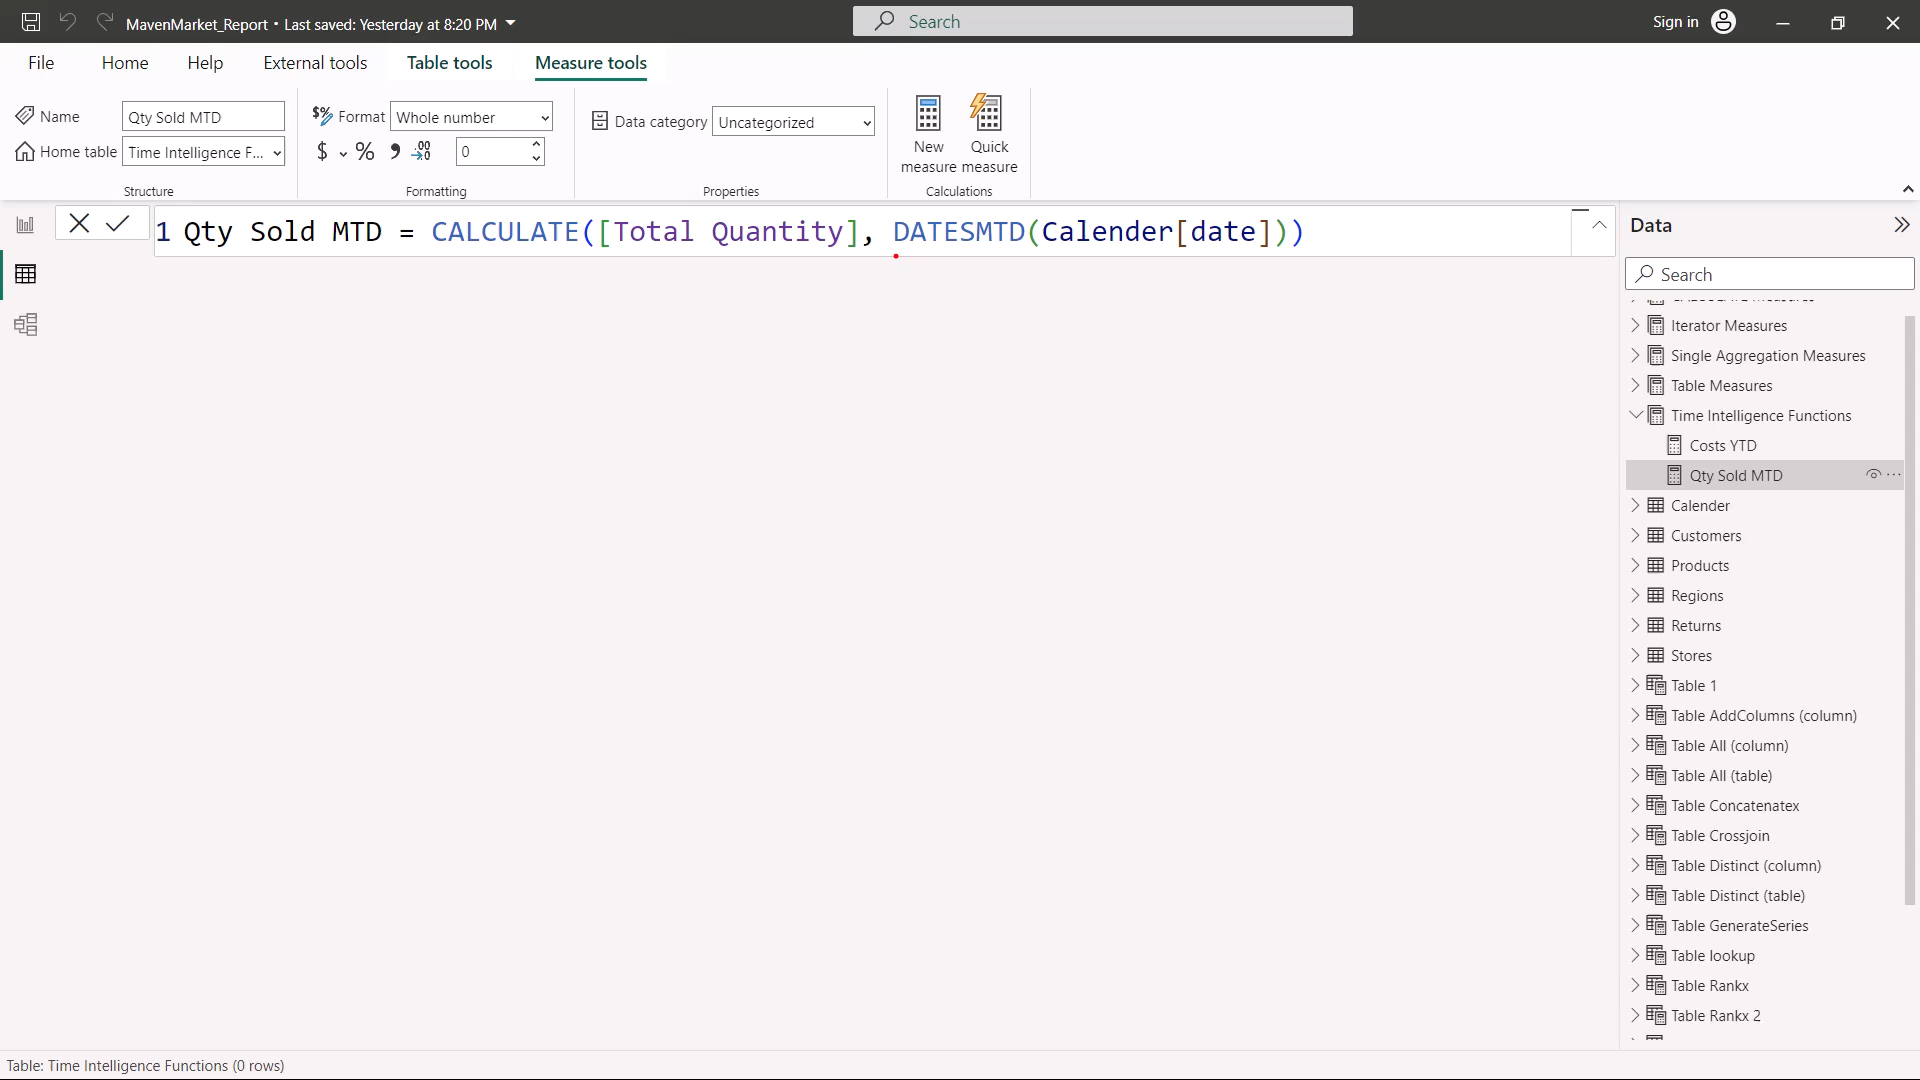 MavenMarket_Report • Last saved: Yesterday at 8:20 PM
Search
Sign in
File
Home
Help
External tools
Table tools
Measure tools
Name
Qty Sold MTD
Home table
Time Intelligence F...
Structure
Format
Whole number
$
%
0
Formatting
Data category
Uncategorized
Properties
New measure
Quick measure
Calculations
1 Qty Sold MTD = CALCULATE([Total Quantity], DATESMTD(Calender[date]))
Data
Search
Iterator Measures
Single Aggregation Measures
Table Measures
Time Intelligence Functions
Costs YTD
Qty Sold MTD
Calender
Customers
Products
Regions
Returns
Stores
Table 1
Table AddColumns (column)
Table All (column)
Table All (table)
Table Concatenatex
Table Crossjoin
Table Distinct (column)
Table Distinct (table)
Table GenerateSeries
Table lookup
Table Rankx
Table Rankx 2
Table: Time Intelligence Functions (0 rows)